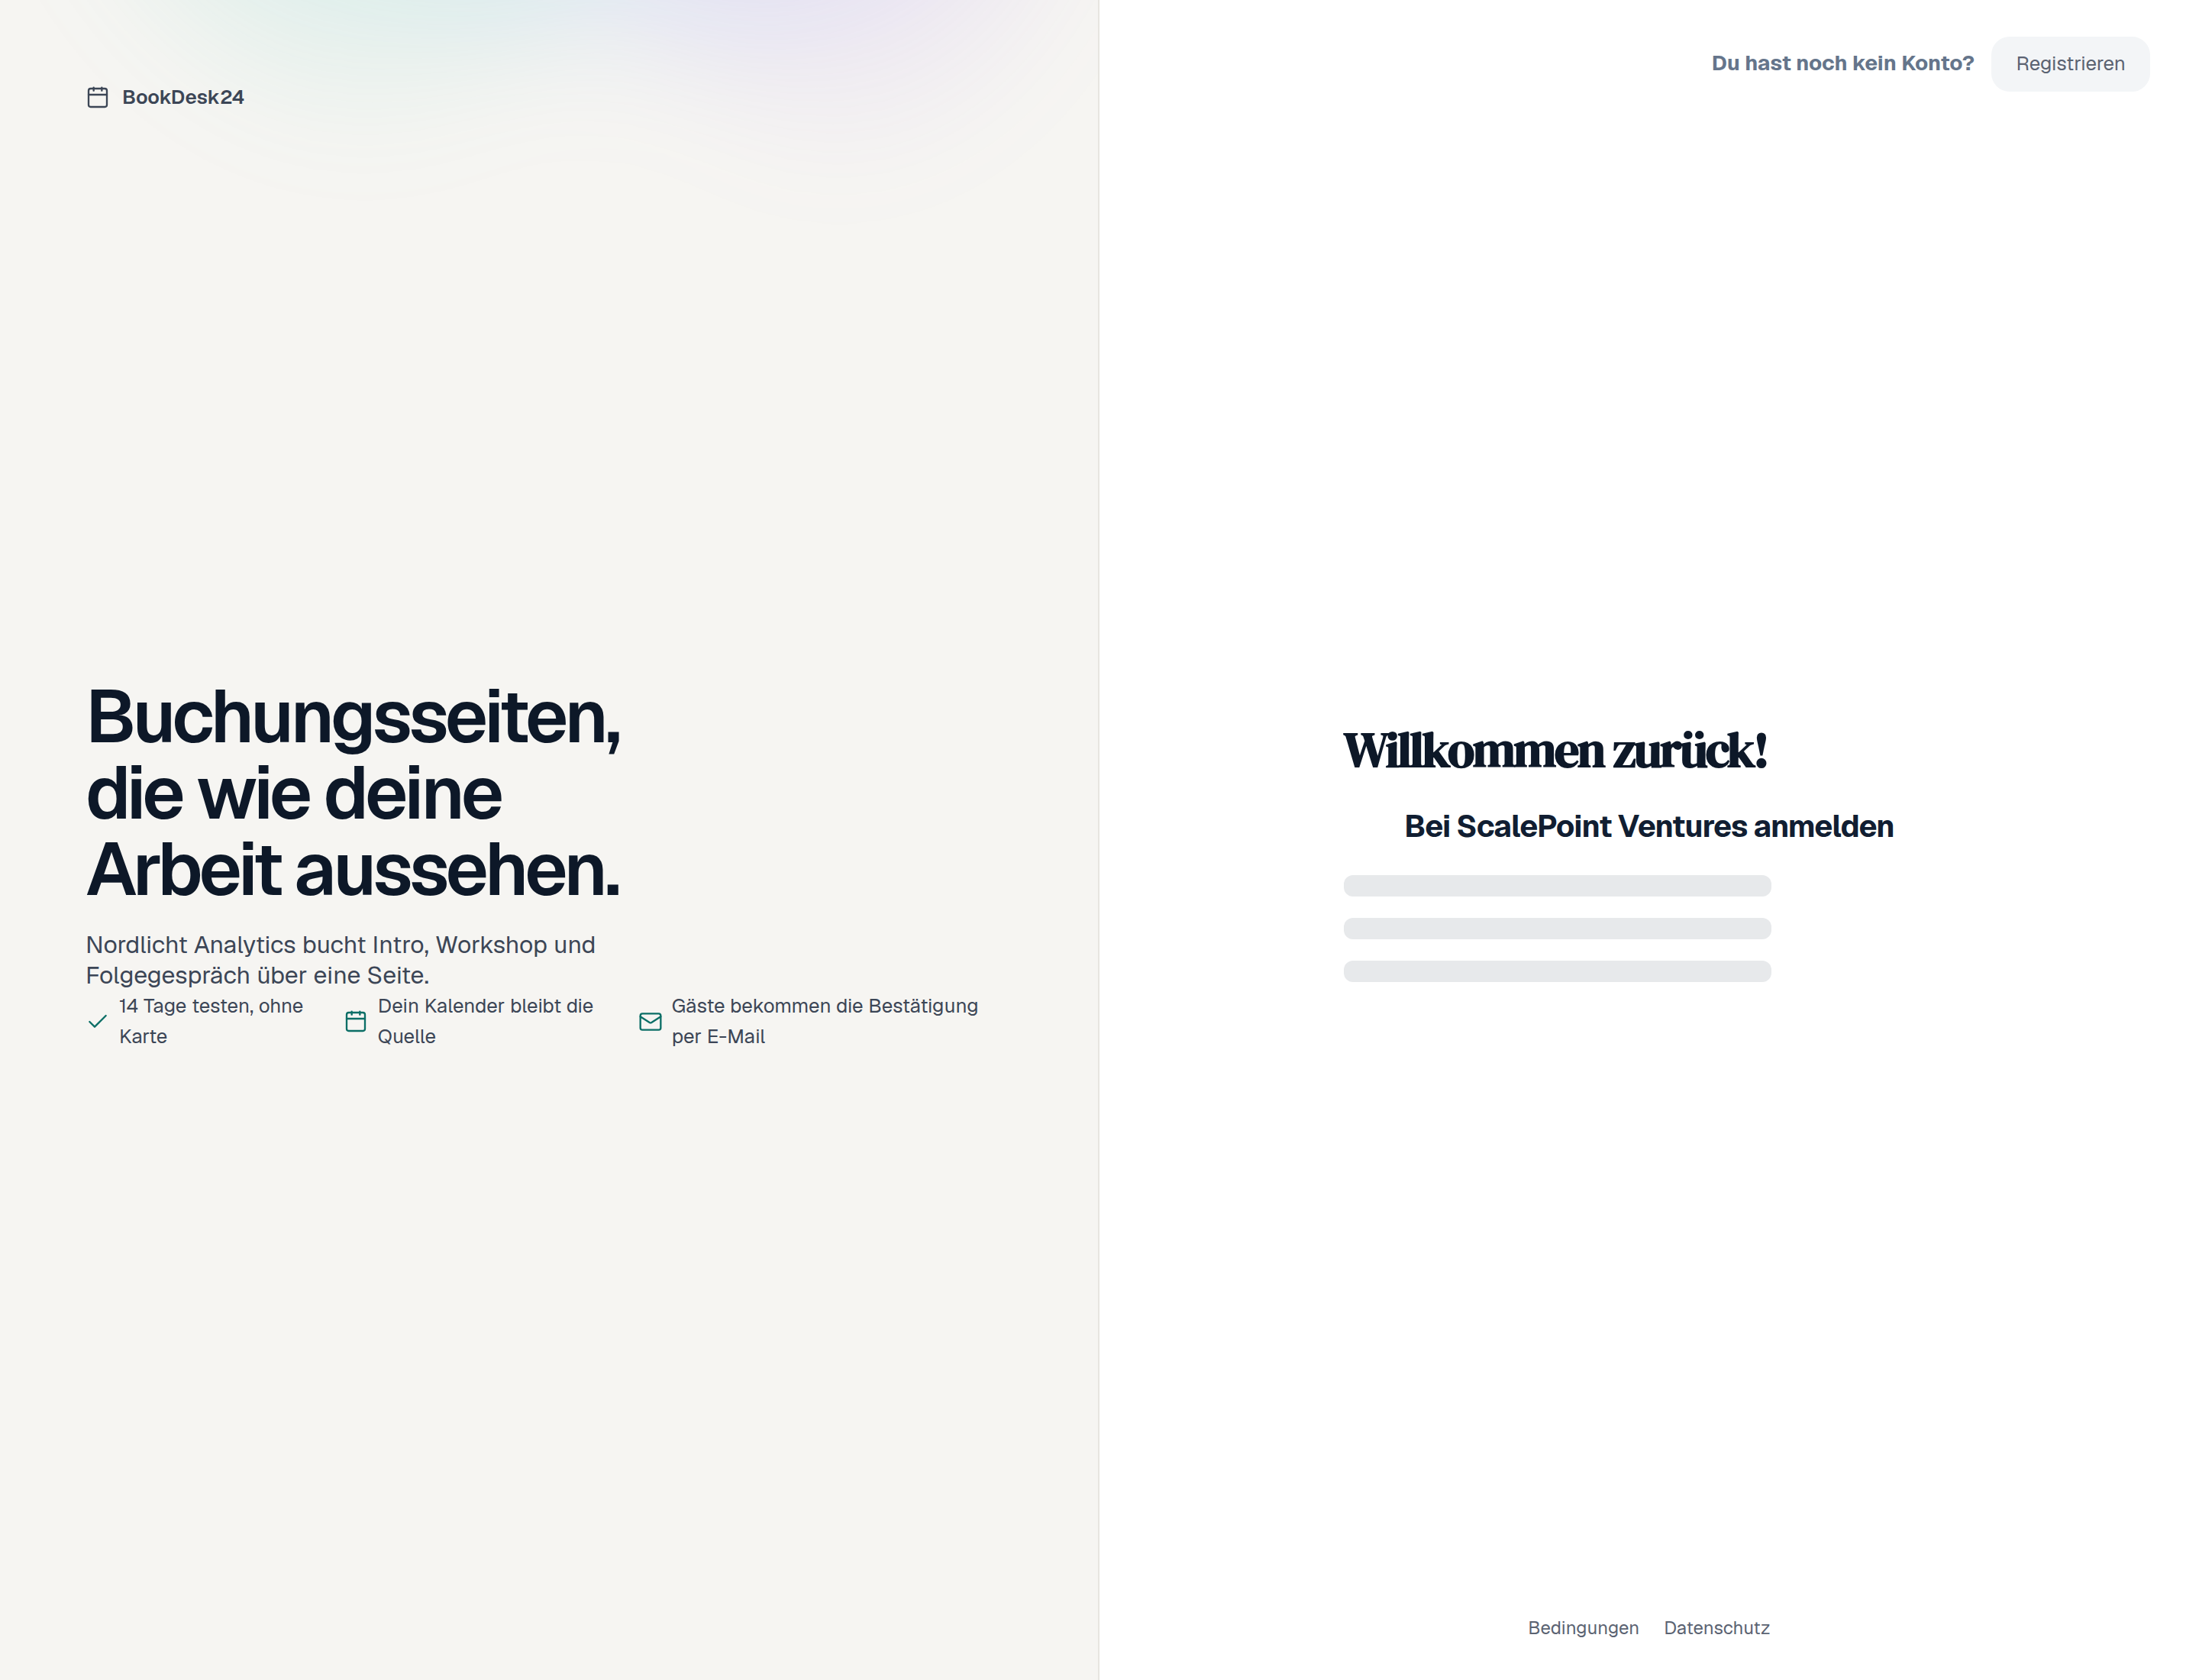 BookDesk24
Buchungsseiten,
die wie deine
Arbeit aussehen.
Nordlicht Analytics bucht Intro, Workshop und
Folgegespräch über eine Seite.
14 Tage testen, ohne
Karte
Dein Kalender bleibt die
Quelle
Gäste bekommen die Bestätigung
per E-Mail
Du hast noch kein Konto?
Registrieren
Willkommen zurück!
Bei ScalePoint Ventures anmelden
Bedingungen
Datenschutz